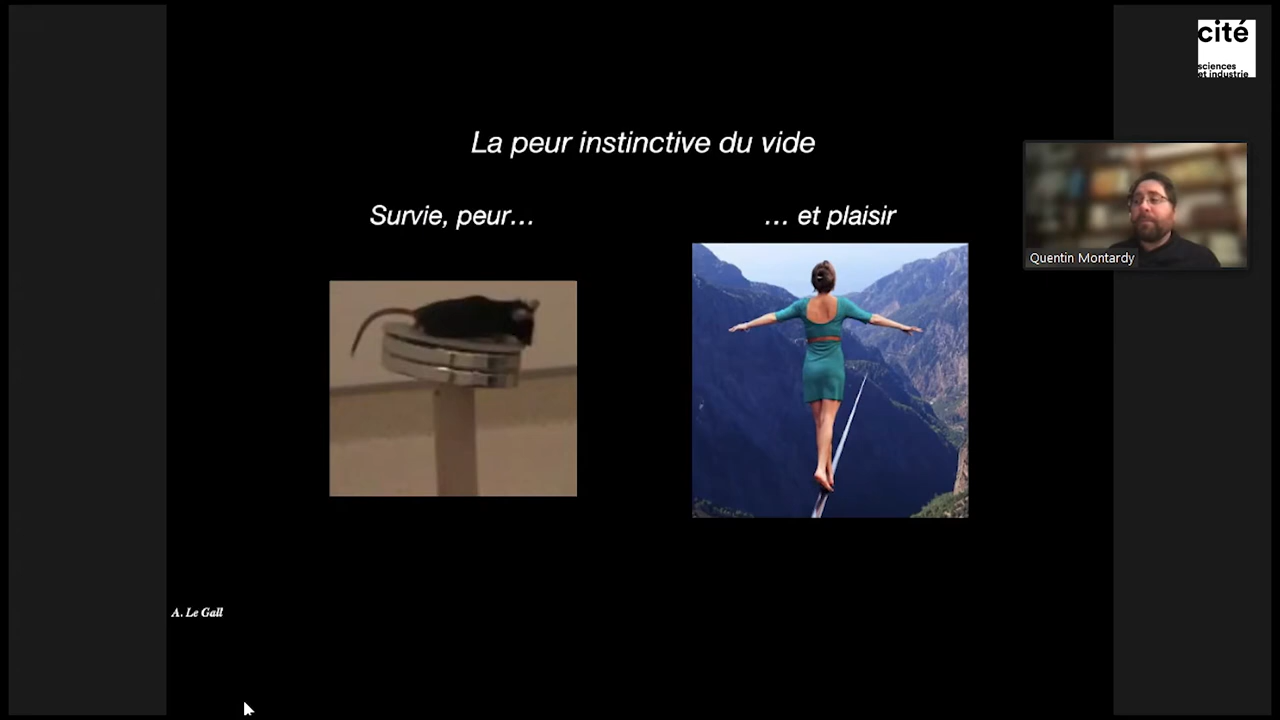 cité
sciences
et industrie
La peur instinctive du vide
Survie, peur…
… et plaisir
Quentin Montardy
A. Le Gall